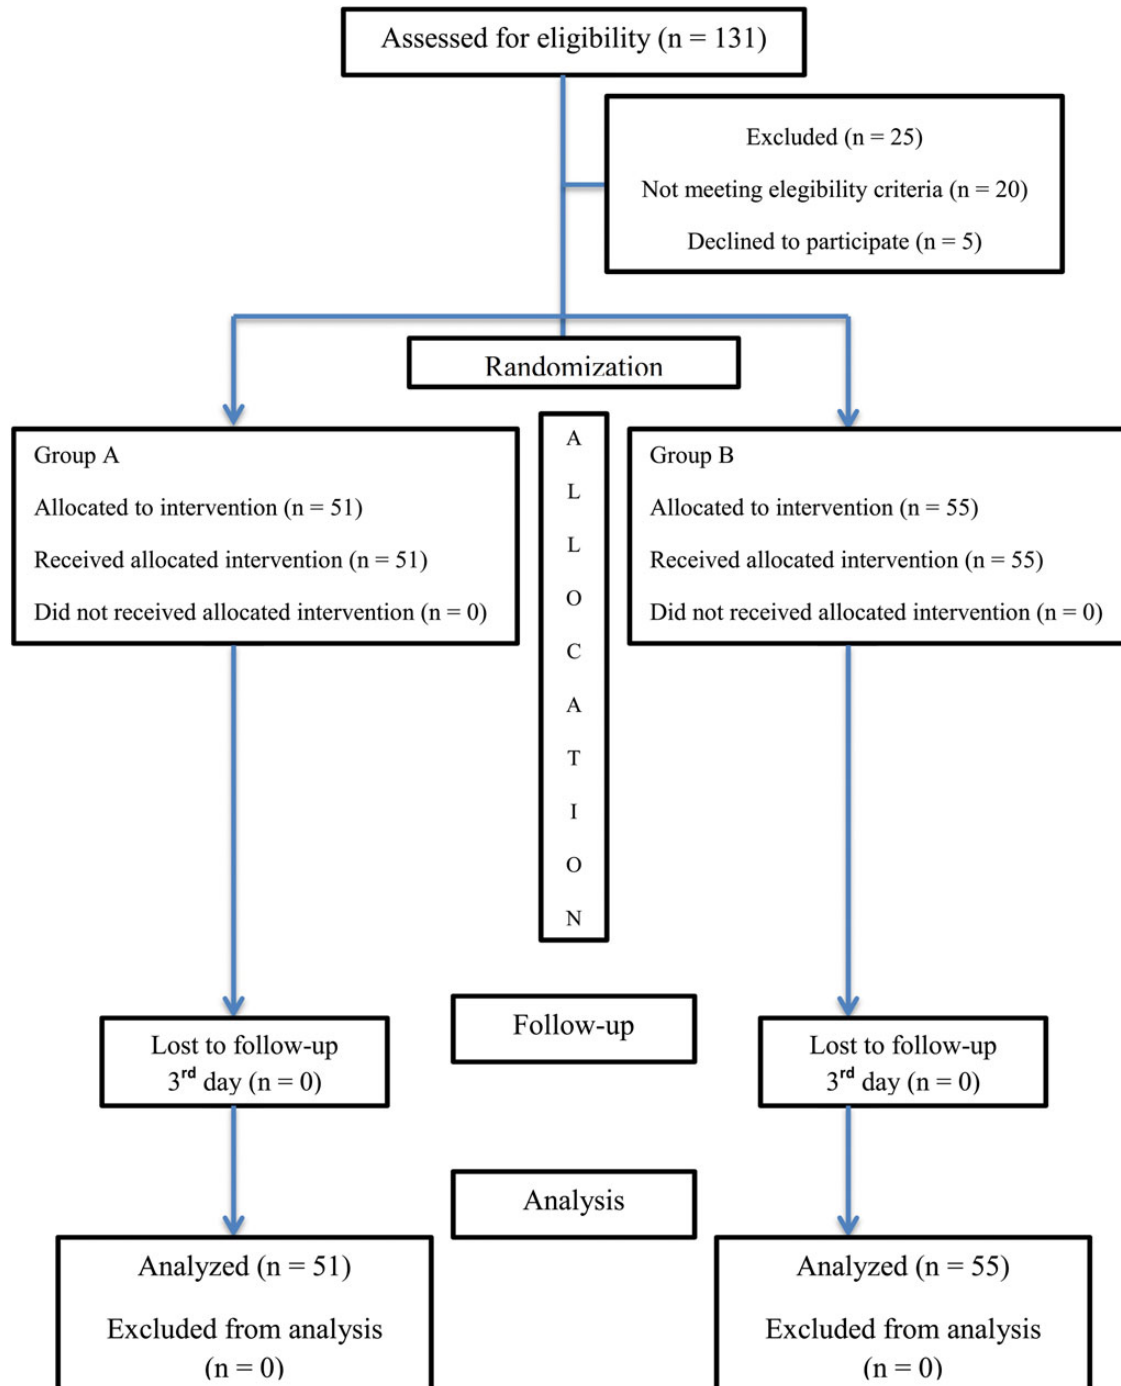 Assessed for eligibility (n = 131)
Excluded (n = 25)
Not meeting elegibility criteria (n = 20)
Declined to participate (n = 5)
Randomization
Group A
Allocated to intervention (n = 51)
Received allocated intervention (n = 51)
Did not received allocated intervention (n = 0)
A
L
L
O
C
A
T
I
O
N
Group B
Allocated to intervention (n = 55)
Received allocated intervention (n = 55)
Did not received allocated intervention (n = 0)
Follow-up
Lost to follow-up
3rd day (n = 0)
Lost to follow-up
3rd day (n = 0)
Analysis
Analyzed (n = 51)
Excluded from analysis
(n = 0)
Analyzed (n = 55)
Excluded from analysis
(n = 0)